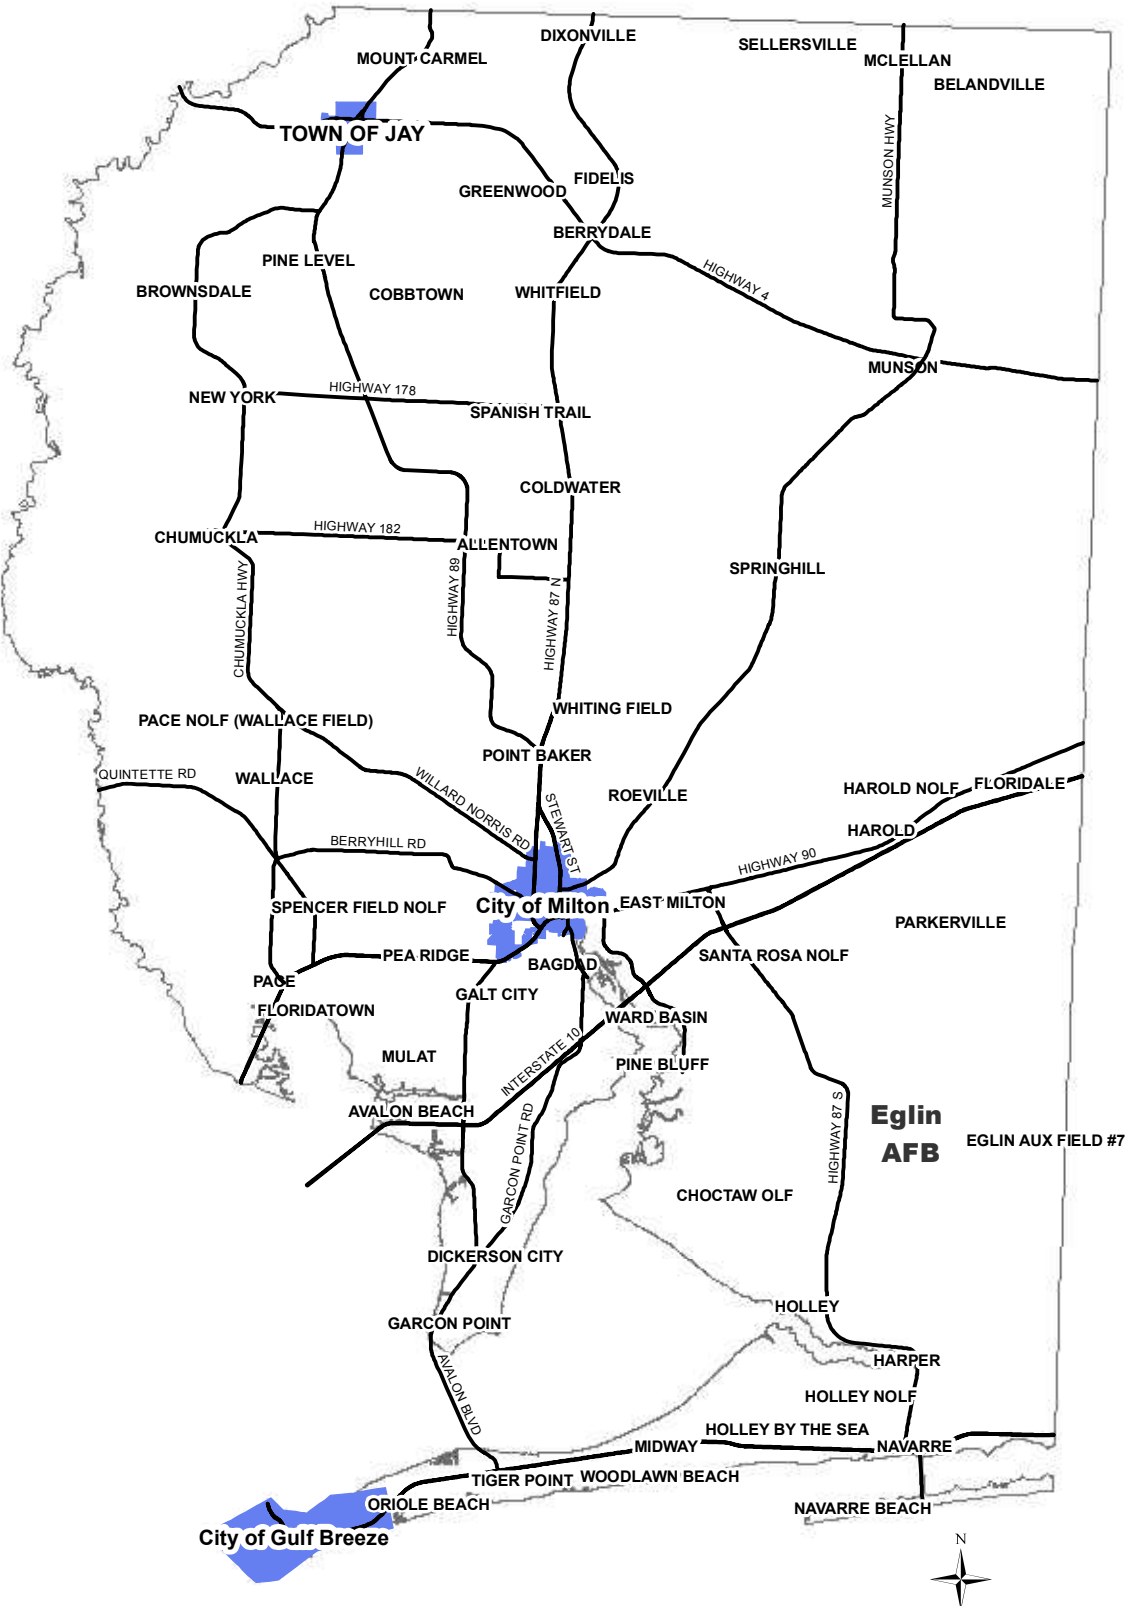 DIXONVILLE
SELLERSVILLE
MOUNT CARMEL
MCLELLAN
BELANDVILLE
TOWN OF JAY
MUNSON HWY
FIDELIS
GREENWOOD
BERRYDALE
PINE LEVEL
HIGHWAY 4
BROWNSDALE
COBBTOWN
WHITFIELD
MUNSON
HIGHWAY 178
NEW YORK
SPANISH TRAIL
COLDWATER
HIGHWAY 182
CHUMUCKLA
ALLENTOWN
SPRINGHILL
CHUMUCKLA HWY
HIGHWAY 89
HIGHWAY 87 N
WHITING FIELD
PACE NOLF (WALLACE FIELD)
POINT BAKER
QUINTETTE RD
WALLACE
WILLARD NORRIS RD
STEWART ST
ROEVILLE
HAROLD NOLF
FLORIDALE
HAROLD
BERRYHILL RD
HIGHWAY 90
SPENCER FIELD NOLF
City of Milton
EAST MILTON
PARKERVILLE
PEA RIDGE
BAGDAD
SANTA ROSA NOLF
PACE
GALT CITY
FLORIDATOWN
WARD BASIN
MULAT
INTERSTATE 10
PINE BLUFF
AVALON BEACH
GARCON POINT RD
HIGHWAY 87 S
Eglin
AFB
EGLIN AUX FIELD #7
CHOCTAW OLF
DICKERSON CITY
HOLLEY
GARCON POINT
HARPER
AVALON BLVD
HOLLEY NOLF
HOLLEY BY THE SEA
MIDWAY
NAVARRE
TIGER POINT
WOODLAWN BEACH
ORIOLE BEACH
NAVARRE BEACH
City of Gulf Breeze
N